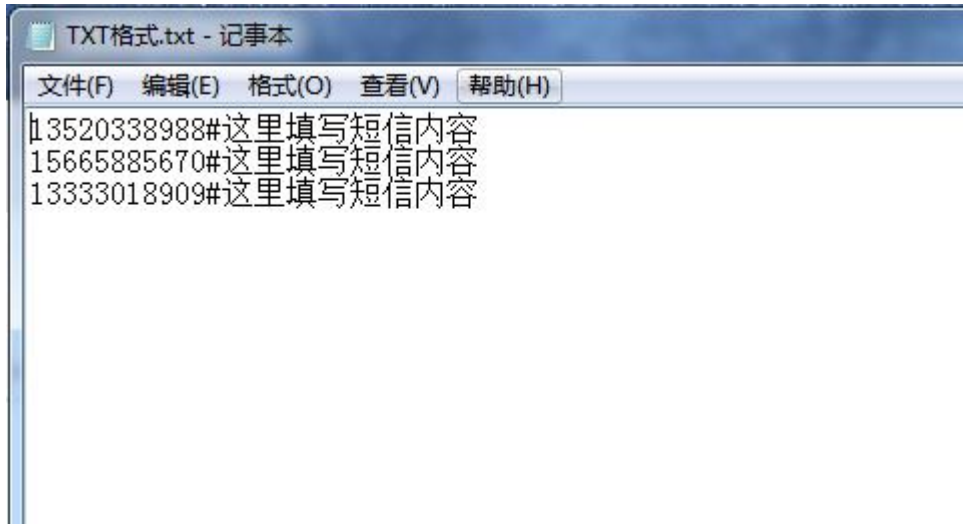 TXT格式.txt - 记事本
文件(F) 编辑(E) 格式(O) 查看(V) 帮助(H)
13520338988#这里填写短信内容
15665885670#这里填写短信内容
13333018909#这里填写短信内容